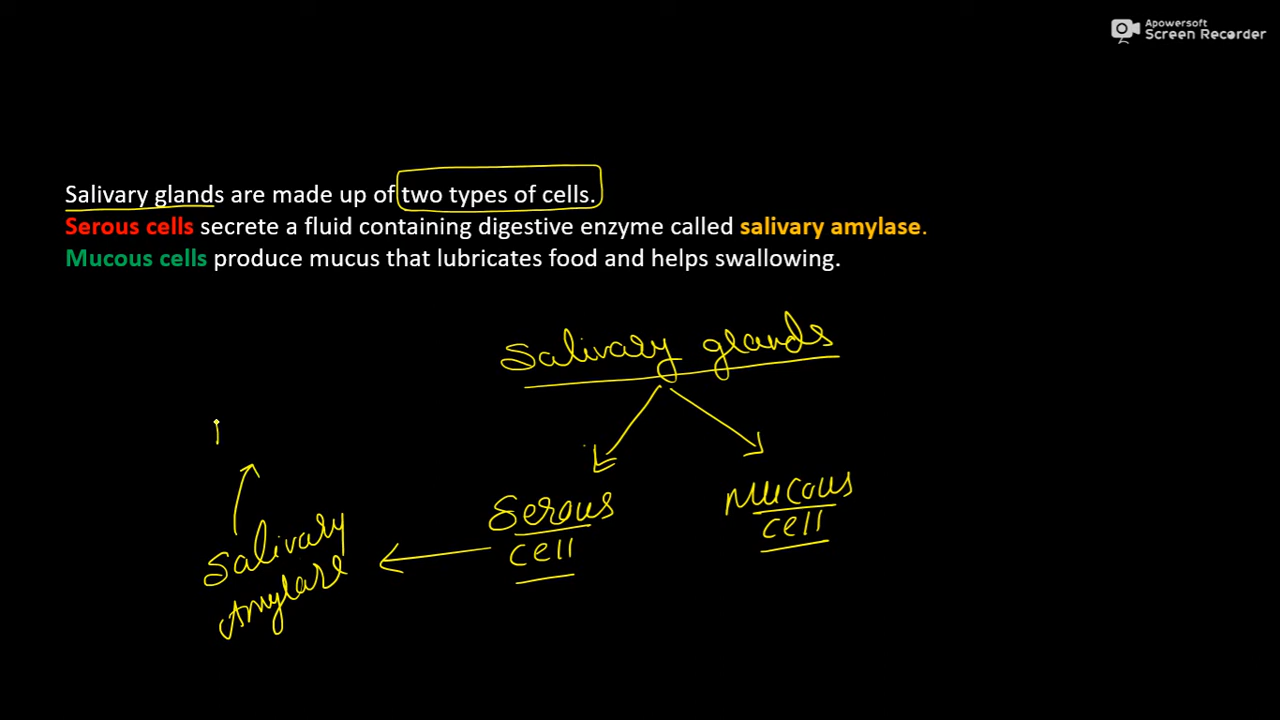 Apowersoft
Screen Recorder
Salivary glands are made up of two types of cells.
Serous cells secrete a fluid containing digestive enzyme called salivary amylase.
Mucous cells produce mucus that lubricates food and helps swallowing.
Salivary glands
Serous
cell
Mucous
cell
Salivary
Amylase